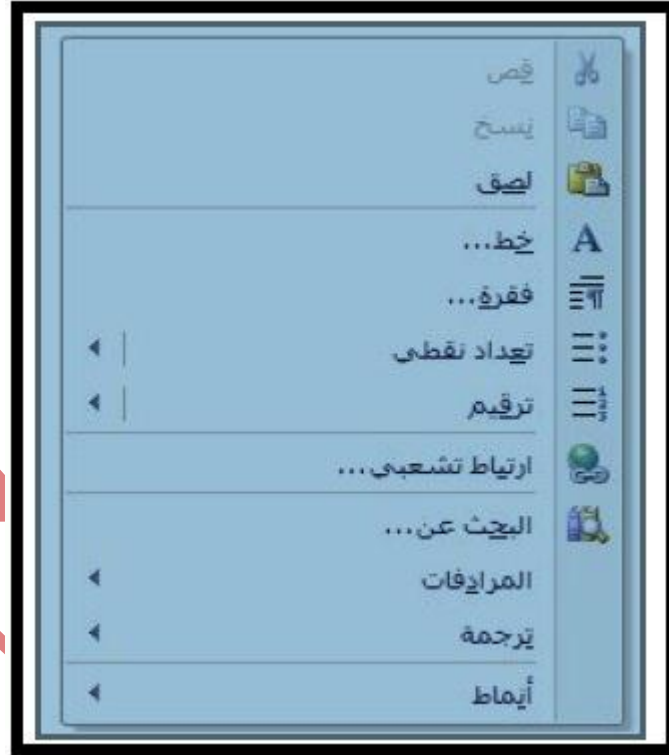 قص
نسخ
لصق
خط...
فقرة...
تعداد نقطي
ترقيم
ارتباط تشعبي...
البحث عن...
المرادفات
ترجمة
أنماط